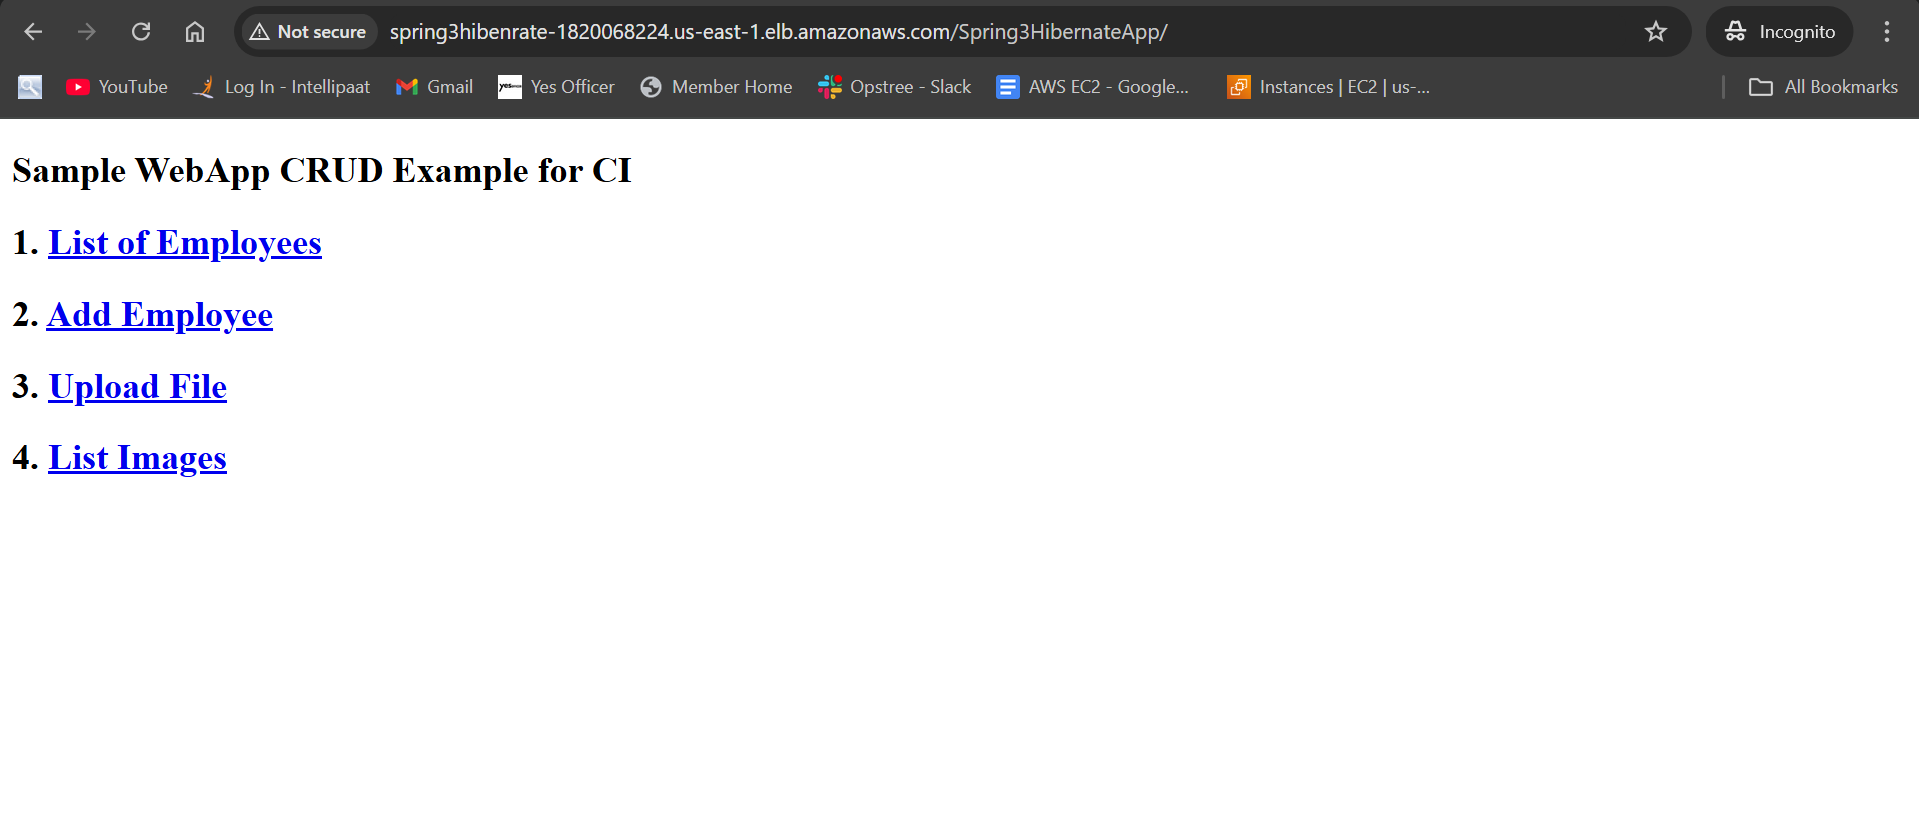 Not secure spring3hibenrate-1820068224.us-east-1.elb.amazonaws.com/Spring3HibernateApp/ Incognito
YouTube Log In - Intellipaat Gmail yes Yes Officer Member Home Opstree - Slack AWS EC2 - Google... Instances | EC2 | us-... All Bookmarks
Sample WebApp CRUD Example for CI
1. List of Employees
2. Add Employee
3. Upload File
4. List Images